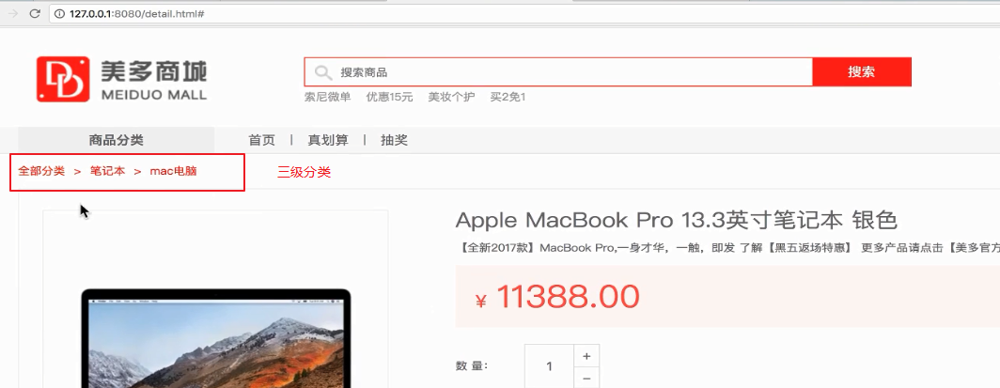 127.0.0.1:8080/detail.html#
美多商城
MEIDUO MALL
搜索商品
搜索
索尼微单 优惠15元 美妆个护 买2免1
商品分类 首页 | 真划算 | 抽奖
全部分类 > 笔记本 > mac电脑
三级分类
Apple MacBook Pro 13.3英寸笔记本 银色
【全新2017款】MacBook Pro,一身才华，一触，即发 了解【黑五返场特惠】 更多产品请点击【美多官方
¥ 11388.00
数 量： 1 + −